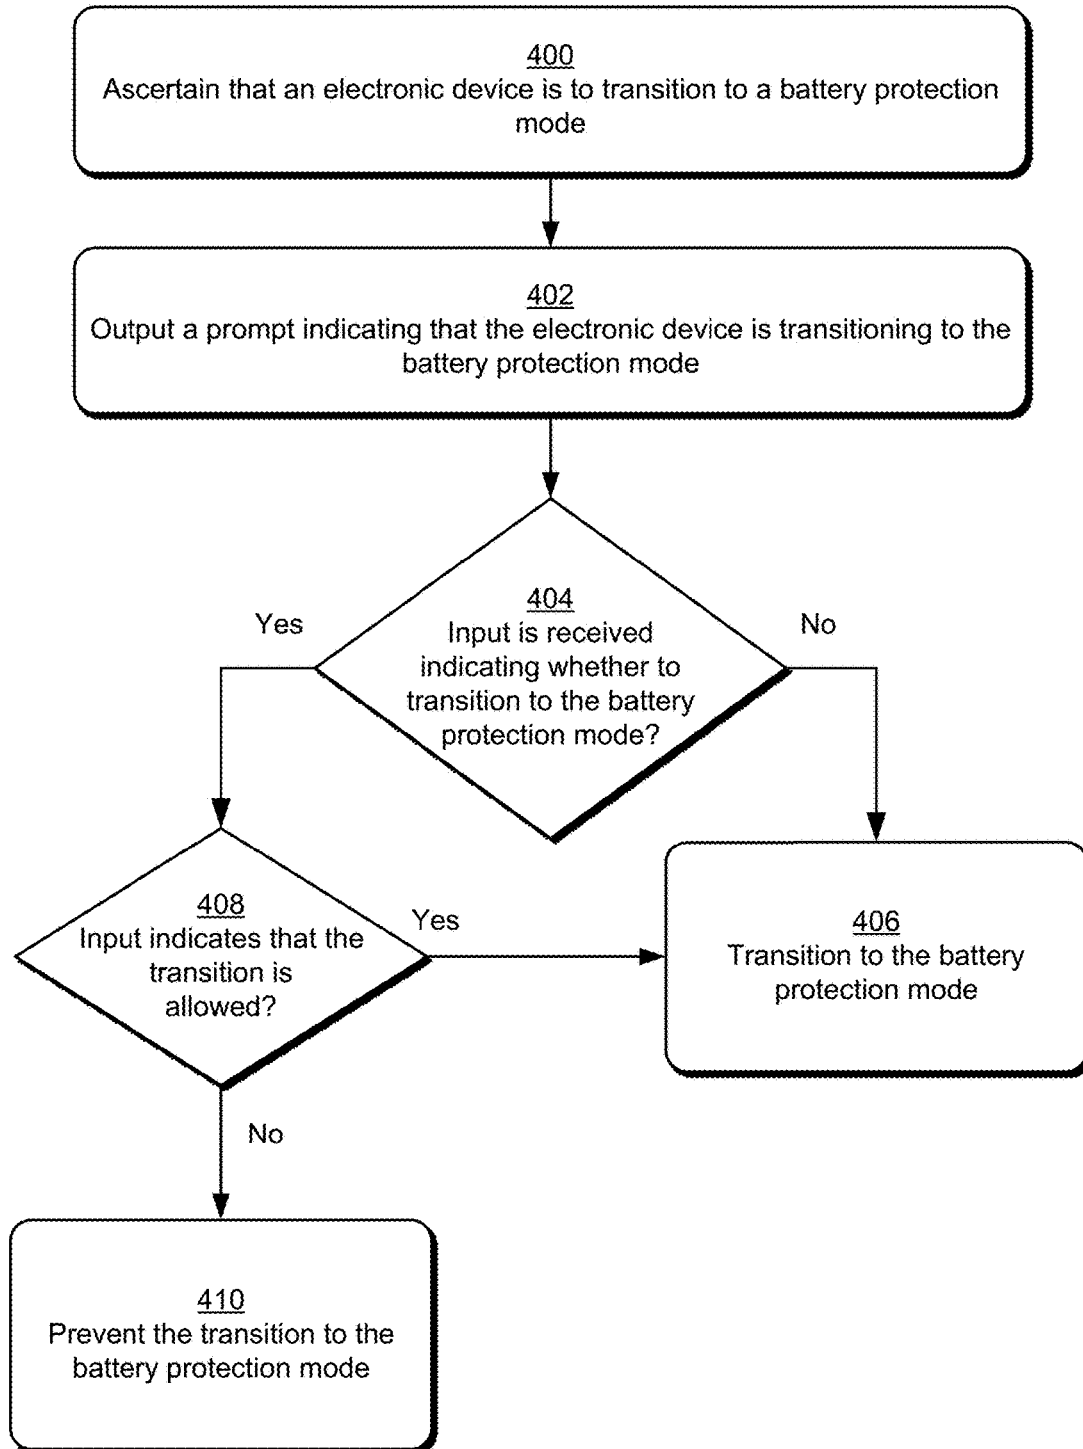 400
Ascertain that an electronic device is to transition to a battery protection
mode
402
Output a prompt indicating that the electronic device is transitioning to the
battery protection mode
404
Input is received
indicating whether to
transition to the battery
protection mode?
Yes
No
408
Input indicates that the
transition is
allowed?
Yes
406
Transition to the battery
protection mode
No
410
Prevent the transition to the
battery protection mode